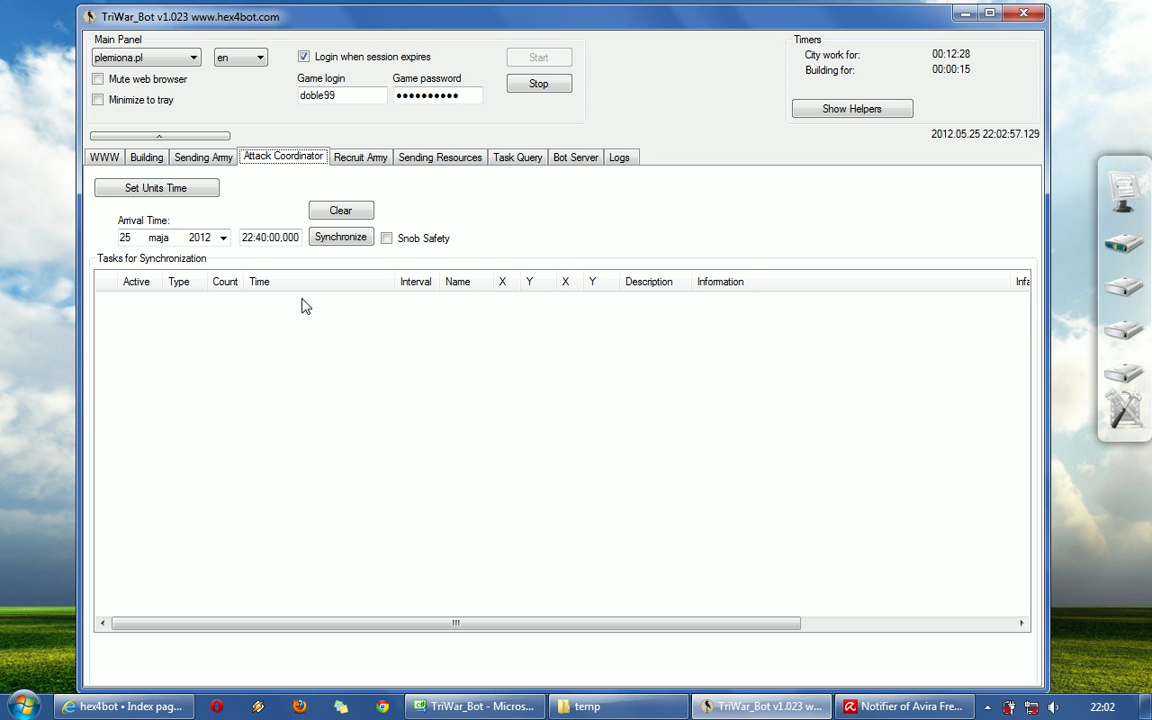 TriWar_Bot v1.023 www.hex4bot.com
Main Panel
plemiona.pl
en
Login when session expires
Start
Mute web browser
Game login
Game password
Minimize to tray
doble99
●●●●●●●●●●
Stop
Timers
City work for:
00:12:28
Building for:
00:00:15
Show Helpers
2012.05.25 22:02:57.129
WWW
Building
Sending Army
Attack Coordinator
Recruit Army
Sending Resources
Task Query
Bot Server
Logs
Set Units Time
Arrival Time:
Clear
25 maja 2012
22:40:00,000
Synchronize
Snob Safety
Tasks for Synchronization
Active
Type
Count
Time
Interval
Name
X
Y
X
Y
Description
Information
Infa
hex4bot • Index pag...
TriWar_Bot - Micros...
temp
TriWar_Bot v1.023 w...
Notifier of Avira Fre...
22:02